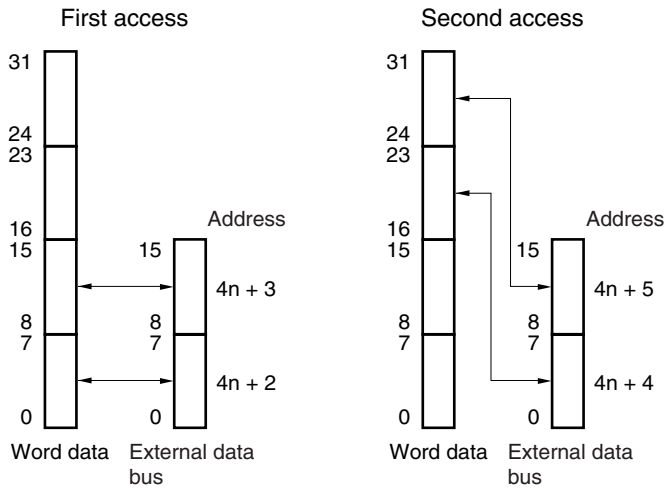 First access
31
24
23
16
15
8
7
0
Address
15
4n + 3
8
7
4n + 2
0
Word data
External data
bus
Second access
31
24
23
16
15
8
7
0
Address
15
4n + 5
8
7
4n + 4
0
Word data
External data
bus